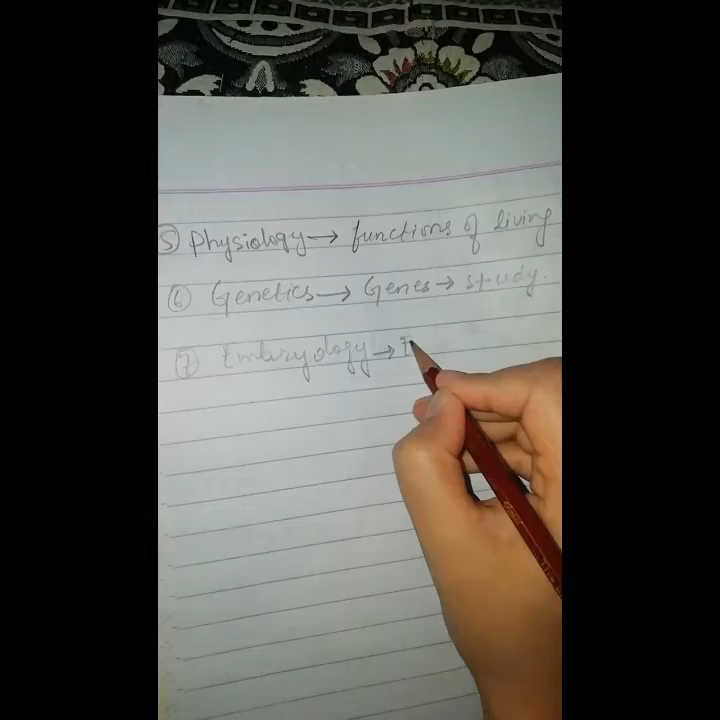 5) Physiology → functions of living
6 Genetics → Genes → study.
7 Embryology →